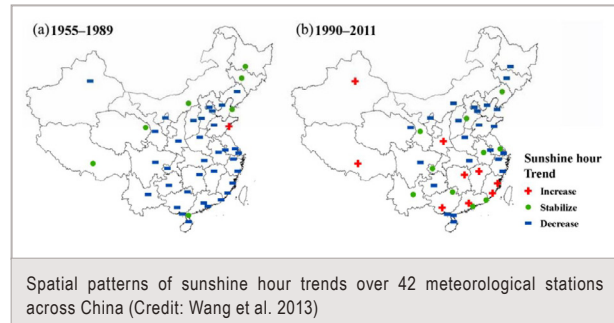 (a) 1955–1989
(b) 1990–2011
Sunshine hour
Trend
Increase
Stabilize
Decrease
Spatial patterns of sunshine hour trends over 42 meteorological stations
across China (Credit: Wang et al. 2013)